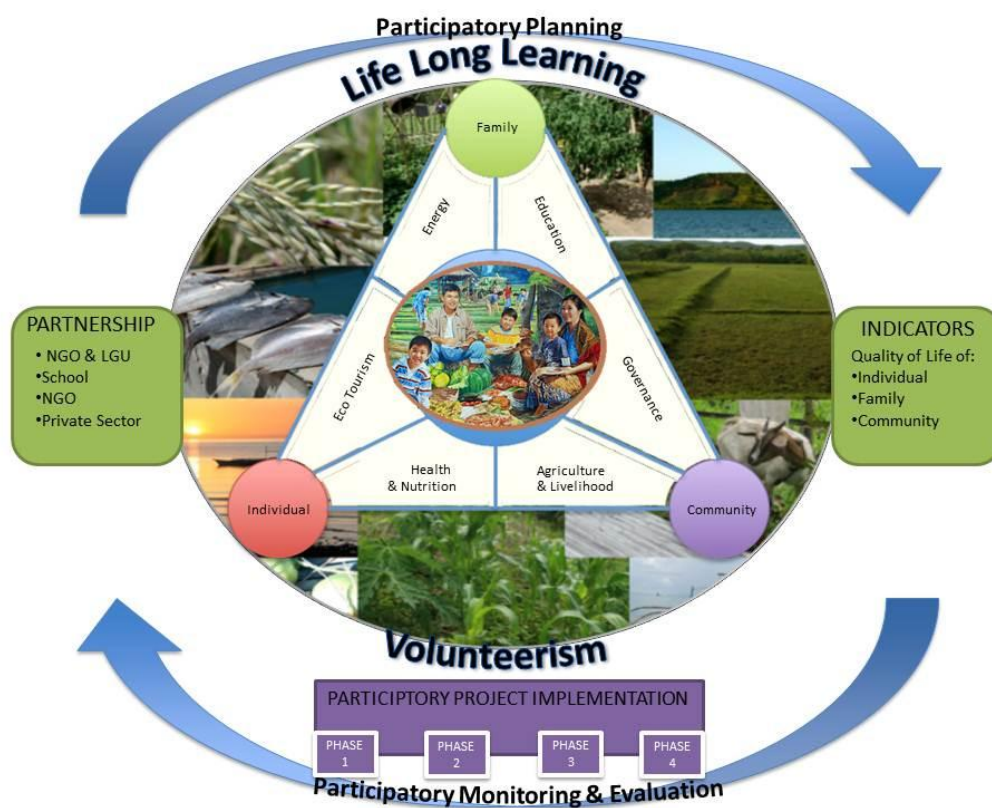 Participatory Planning
Life Long Learning
Family
Energy
Education
PARTNERSHIP
• NGO & LGU
•School
•NGO
•Private Sector
INDICATORS
Quality of Life of:
•Individual
•Family
•Community
Eco Tourism
Governance
Health
& Nutrition
Agriculture
& Livelihood
Individual
Community
Volunteerism
PARTICIPTORY PROJECT IMPLEMENTATION
PHASE
1
PHASE
2
PHASE
3
PHASE
4
Participatory Monitoring & Evaluation